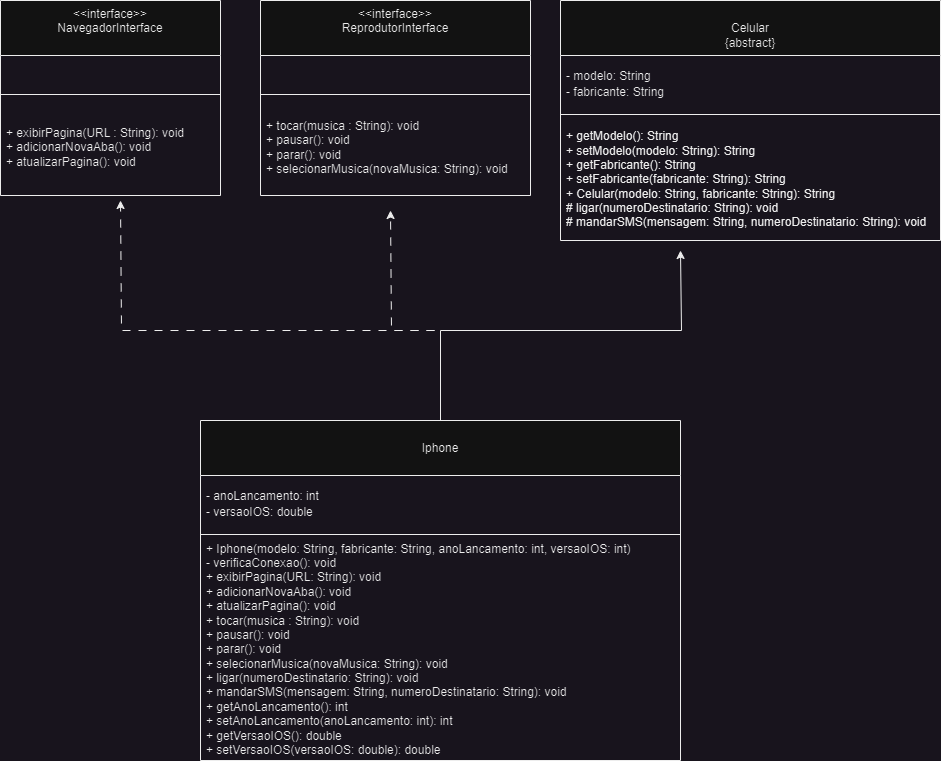 <<interface>>
NavegadorInterface
+ exibirPagina(URL : String): void
+ adicionarNovaAba(): void
+ atualizarPagina(): void
<<interface>>
ReprodutorInterface
+ tocar(musica : String): void
+ pausar(): void
+ parar(): void
+ selecionarMusica(novaMusica: String): void
Celular
{abstract}
- modelo: String
- fabricante: String
+ getModelo(): String
+ setModelo(modelo: String): String
+ getFabricante(): String
+ setFabricante(fabricante: String): String
+ Celular(modelo: String, fabricante: String): String
# ligar(numeroDestinatario: String): void
# mandarSMS(mensagem: String, numeroDestinatario: String): void
Iphone
- anoLancamento: int
- versaoIOS: double
+ Iphone(modelo: String, fabricante: String, anoLancamento: int, versaoIOS: int)
- verificaConexao(): void
+ exibirPagina(URL: String): void
+ adicionarNovaAba(): void
+ atualizarPagina(): void
+ tocar(musica : String): void
+ pausar(): void
+ parar(): void
+ selecionarMusica(novaMusica: String): void
+ ligar(numeroDestinatario: String): void
+ mandarSMS(mensagem: String, numeroDestinatario: String): void
+ getAnoLancamento(): int
+ setAnoLancamento(anoLancamento: int): int
+ getVersaoIOS(): double
+ setVersaoIOS(versaoIOS: double): double